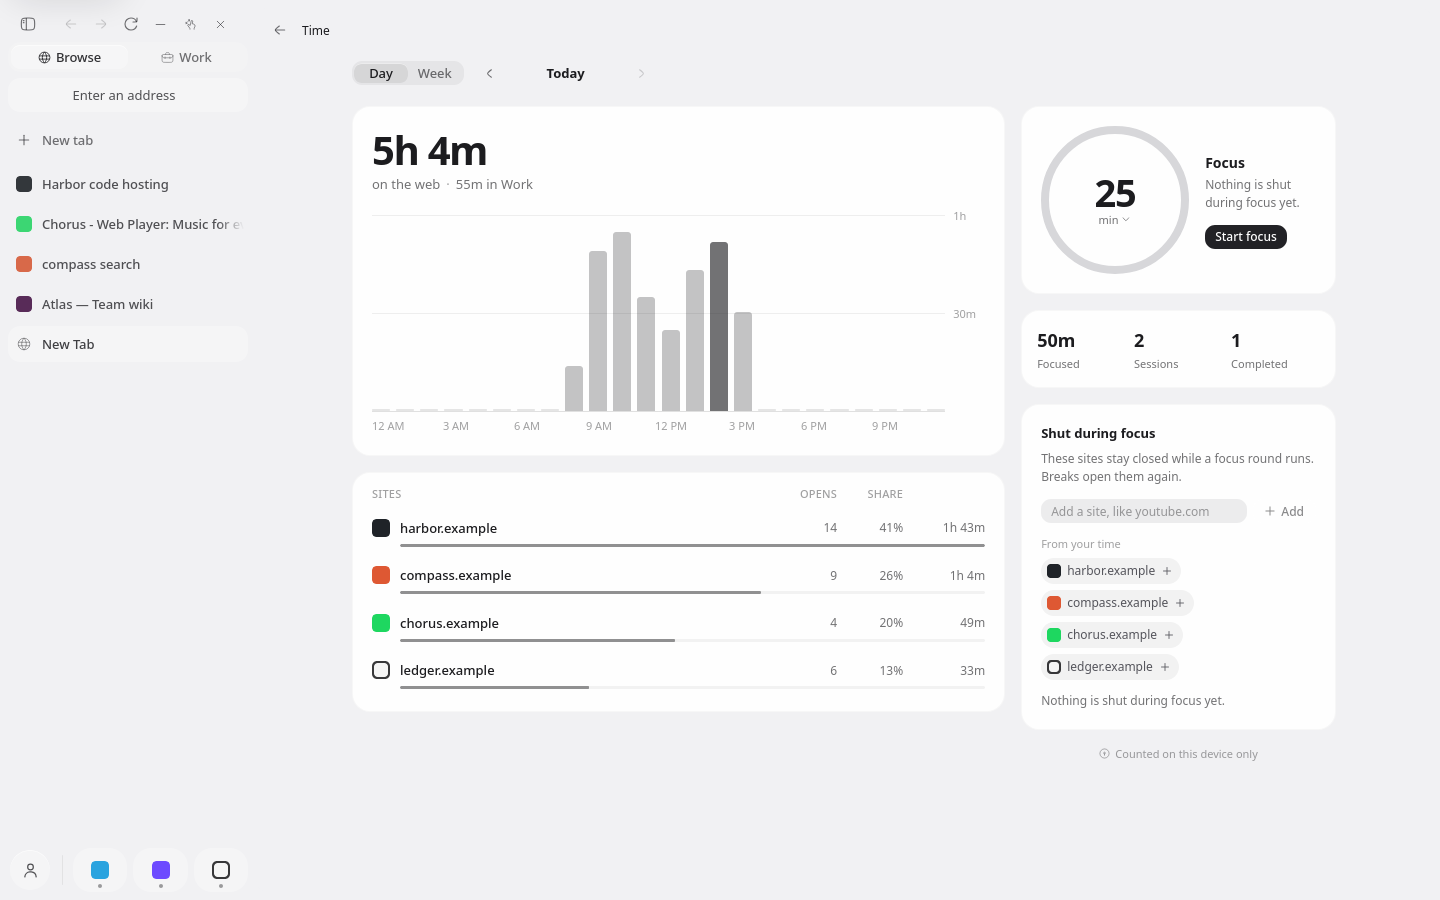 Time
Browse
Work
Enter an address
New tab
Harbor code hosting
Chorus - Web Player: Music for
compass search
Atlas — Team wiki
New Tab
Day
Week
Today
5h 4m
on the web · 55m in Work
1h
30m
12 AM 3 AM 6 AM 9 AM 12 PM 3 PM 6 PM 9 PM
SITES OPENS SHARE
harbor.example 14 41% 1h 43m
compass.example 9 26% 1h 4m
chorus.example 4 20% 49m
ledger.example 6 13% 33m
25
min
Focus
Nothing is shut
during focus yet.
Start focus
50m 2 1
Focused Sessions Completed
Shut during focus
These sites stay closed while a focus round runs.
Breaks open them again.
Add a site, like youtube.com
Add
From your time
harbor.example
compass.example
chorus.example
ledger.example
Nothing is shut during focus yet.
Counted on this device only